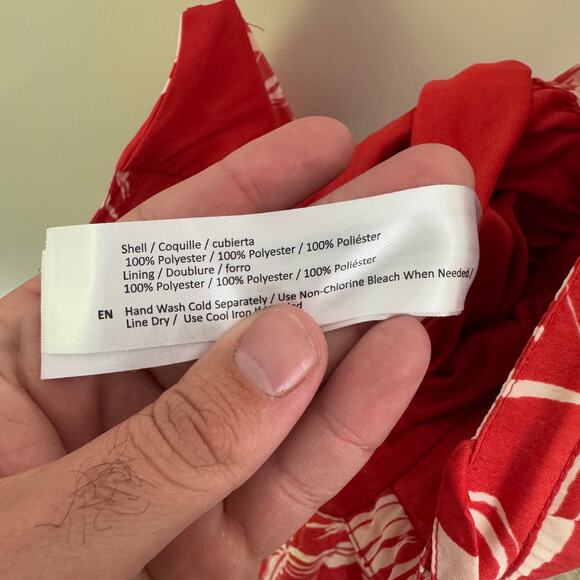 Shell / Coquille / cubierta
100% Polyester / 100% Polyester / 100% Poliéster
Lining / Doublure / forro
100% Polyester / 100% Polyester / 100% Poliéster
EN Hand Wash Cold Separately / Use Non-Chlorine Bleach When Needed /
Line Dry / Use Cool Iron